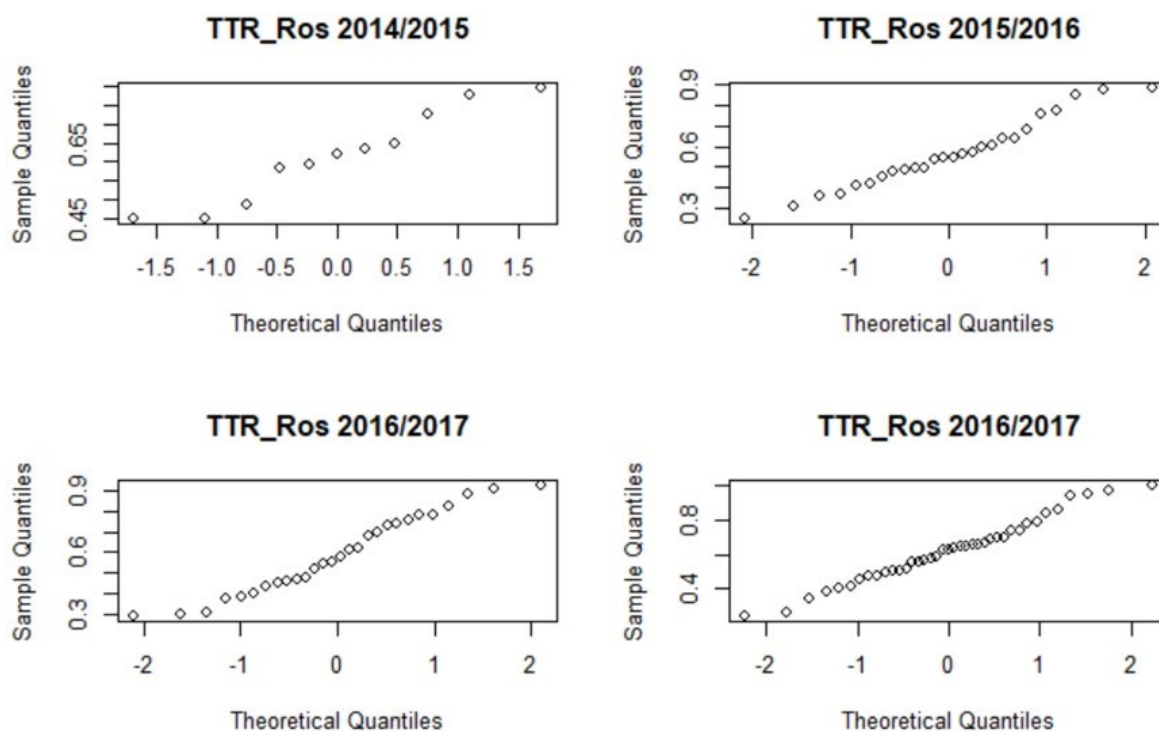 TTR_Ros 2014/2015
Sample Quantiles
0.45 0.65
-1.5 -1.0 -0.5 0.0 0.5 1.0 1.5
Theoretical Quantiles
TTR_Ros 2015/2016
Sample Quantiles
0.3 0.6 0.9
-2 -1 0 1 2
Theoretical Quantiles
TTR_Ros 2016/2017
Sample Quantiles
0.3 0.6 0.9
-2 -1 0 1 2
Theoretical Quantiles
TTR_Ros 2016/2017
Sample Quantiles
0.4 0.8
-2 -1 0 1 2
Theoretical Quantiles